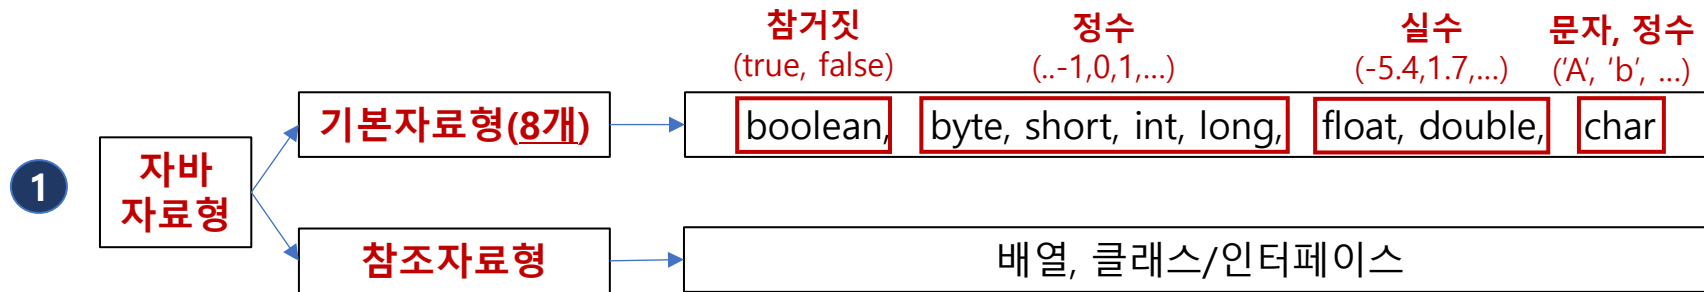 참거짓 정수 실수 문자, 정수
(true, false) (..-1,0,1,...) (-5.4,1.7,...) (‘A‘, ‘b’, ...)
기본자료형(8개) boolean, byte, short, int, long, float, double, char
1 자바
자료형
참조자료형 배열, 클래스/인터페이스